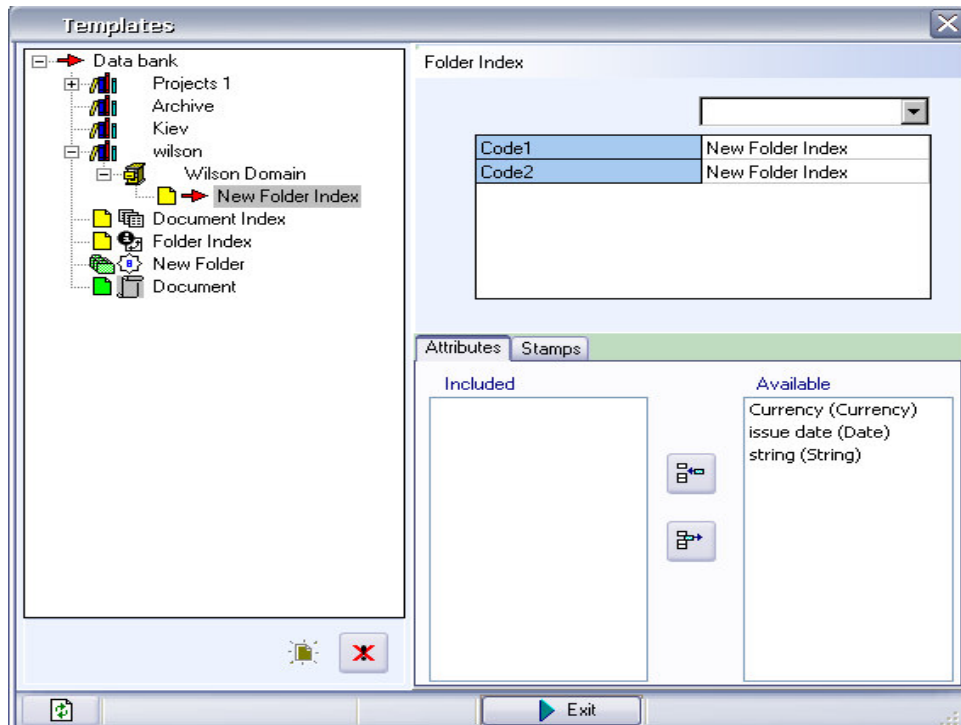 Templates
Data bank
Projects 1
Archive
Kiev
wilson
Wilson Domain
New Folder Index
Document Index
Folder Index
New Folder
Document
Folder Index
Code1 New Folder Index
Code2 New Folder Index
Attributes Stamps
Included Available
Currency (Currency)
issue date (Date)
string (String)
Exit